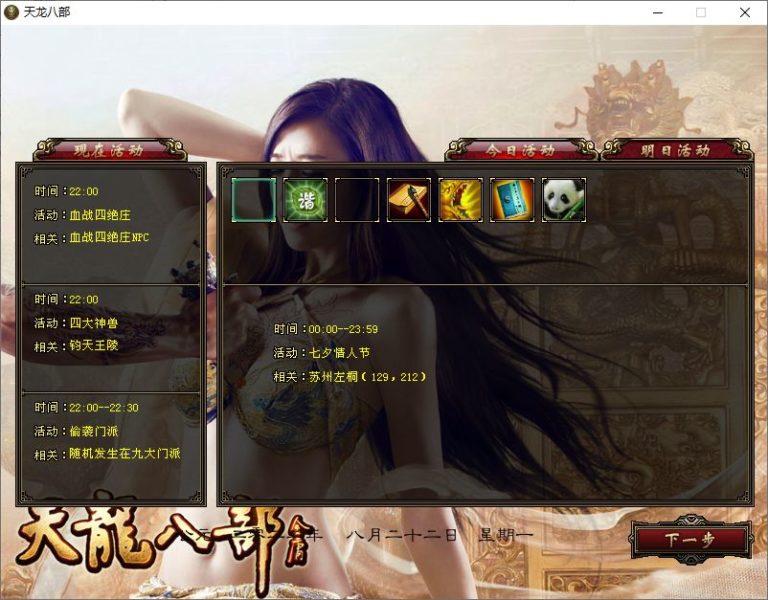 天龙八部
现在活动
今日活动
明日活动
时间：22:00
活动：血战四绝庄
相关：血战四绝庄NPC
时间：22:00
活动：四大神兽
相关：钧天王陵
时间：22:00--22:30
活动：偷袭门派
相关：随机发生在九大门派
谐
时间：00:00--23:59
活动：七夕情人节
相关：苏州左桐（129，212）
天龍八部
年 八月二十二日 星期一
下一步